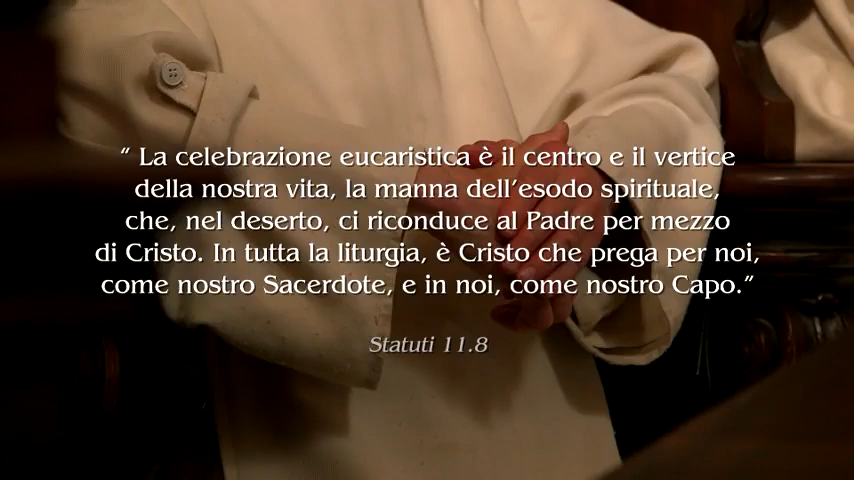 “ La celebrazione eucaristica è il centro e il vertice
della nostra vita, la manna dell’esodo spirituale,
che, nel deserto, ci riconduce al Padre per mezzo
di Cristo. In tutta la liturgia, è Cristo che prega per noi,
come nostro Sacerdote, e in noi, come nostro Capo.”
Statuti 11.8